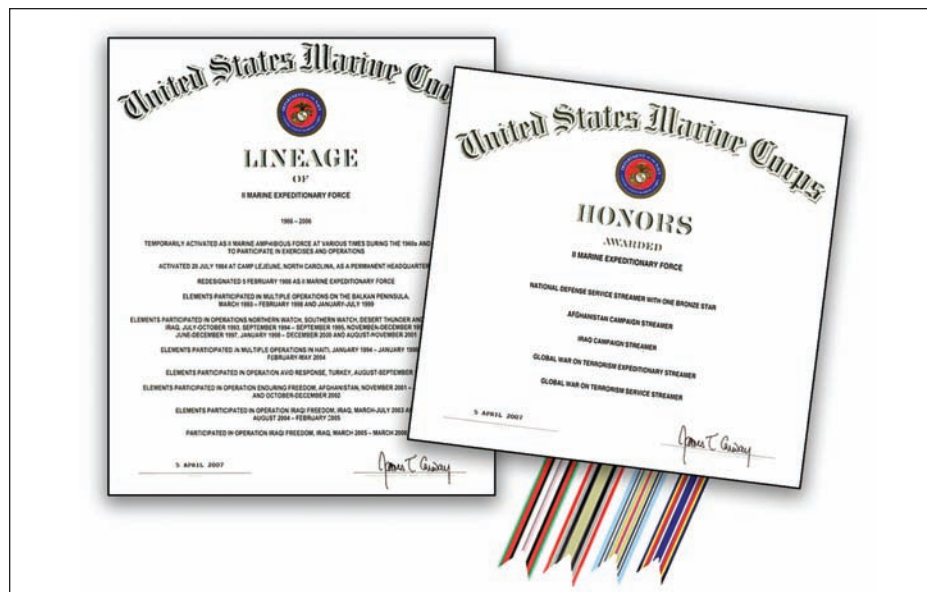 United States Marine Cor
LINEAGE
OF
II MARINE EXPEDITIONARY FORCE
1966 – 2006
TEMPORARILY ACTIVATED AS II MARINE AMPHIBIOUS FORCE AT VARIOUS TIMES DURING THE 1960s AND
TO PARTICIPATE IN EXERCISES AND OPERATIONS
ACTIVATED 20 JULY 1984 AT CAMP LEJEUNE, NORTH CAROLINA, AS A PERMANENT HEADQUARTE
REDESIGNATED 5 FEBRUARY 1988 AS II MARINE EXPEDITIONARY FORCE
ELEMENTS PARTICIPATED IN MULTIPLE OPERATIONS ON THE BALKAN PENINSULA,
MARCH 1993 – FEBRUARY 1998 AND JANUARY-JULY 1999
ELEMENTS PARTICIPATED IN OPERATIONS NORTHERN WATCH, SOUTHERN WATCH, DESERT THUNDER AND
IRAQ, JULY-OCTOBER 1993, SEPTEMBER 1994 – SEPTEMBER 1995, NOVEMBER-DECEMBER
JUNE-DECEMBER 1997, JANUARY 1998 – DECEMBER 2000 AND AUGUST-NOVEMBER 2001
ELEMENTS PARTICIPATED IN MULTIPLE OPERATIONS IN HAITI, JANUARY 1994 – JANUARY
FEBRUARY-MAY 2004
ELEMENTS PARTICIPATED IN OPERATION AVID RESPONSE, TURKEY, AUGUST-SEPTEMBER
ELEMENTS PARTICIPATED IN OPERATION ENDURING FREEDOM, AFGHANISTAN, NOVEMBER 2001 –
AND OCTOBER-DECEMBER 2002
ELEMENTS PARTICIPATED IN OPERATION IRAQI FREEDOM, IRAQ, MARCH-JULY 2003 A
AUGUST 2004 – FEBRUARY 2005
PARTICIPATED IN OPERATION IRAQI FREEDOM, IRAQ, MARCH 2005 – MARCH 2006
5 APRIL 2007
James T. Conway
United States Marine Corps
HONORS
AWARDED
II MARINE EXPEDITIONARY FORCE
NATIONAL DEFENSE SERVICE STREAMER WITH ONE BRONZE STAR
AFGHANISTAN CAMPAIGN STREAMER
IRAQ CAMPAIGN STREAMER
GLOBAL WAR ON TERRORISM EXPEDITIONARY STREAMER
GLOBAL WAR ON TERRORISM SERVICE STREAMER
5 APRIL 2007
James T. Conway